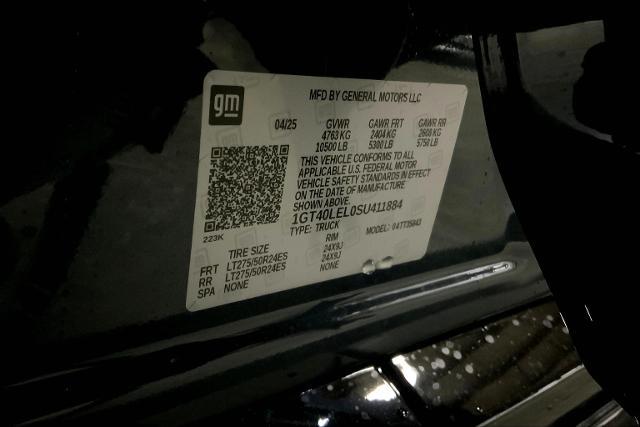 gm
MFD BY GENERAL MOTORS LLC
04/25 GVWR GAWR FRT GAWR RR
4763 KG 2404 KG 2608 KG
10500 LB 5300 LB 5750 LB
THIS VEHICLE CONFORMS TO ALL
APPLICABLE U.S. FEDERAL MOTOR
VEHICLE SAFETY STANDARDS IN EFFECT
ON THE DATE OF MANUFACTURE
SHOWN ABOVE.
1GT40LEL0SU411884
TYPE: TRUCK MODEL: 04TT35843
223K
TIRE SIZE RIM
FRT LT275/50R24ES 24X9J
RR LT275/50R24ES 24X9J
SPA NONE NONE